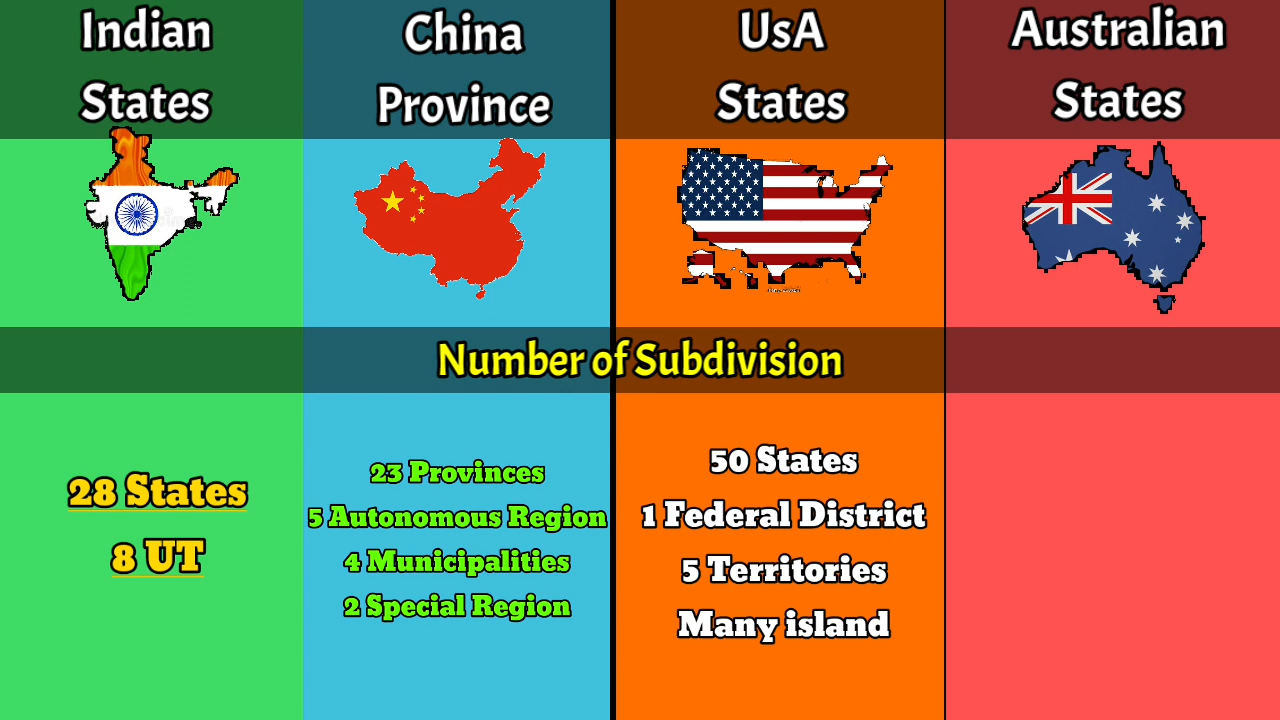 Indian
States
China
Province
UsA
States
Australian
States
Number of Subdivision
28 States
8 UT
23 Provinces
5 Autonomous Region
4 Municipalities
2 Special Region
50 States
1 Federal District
5 Territories
Many island